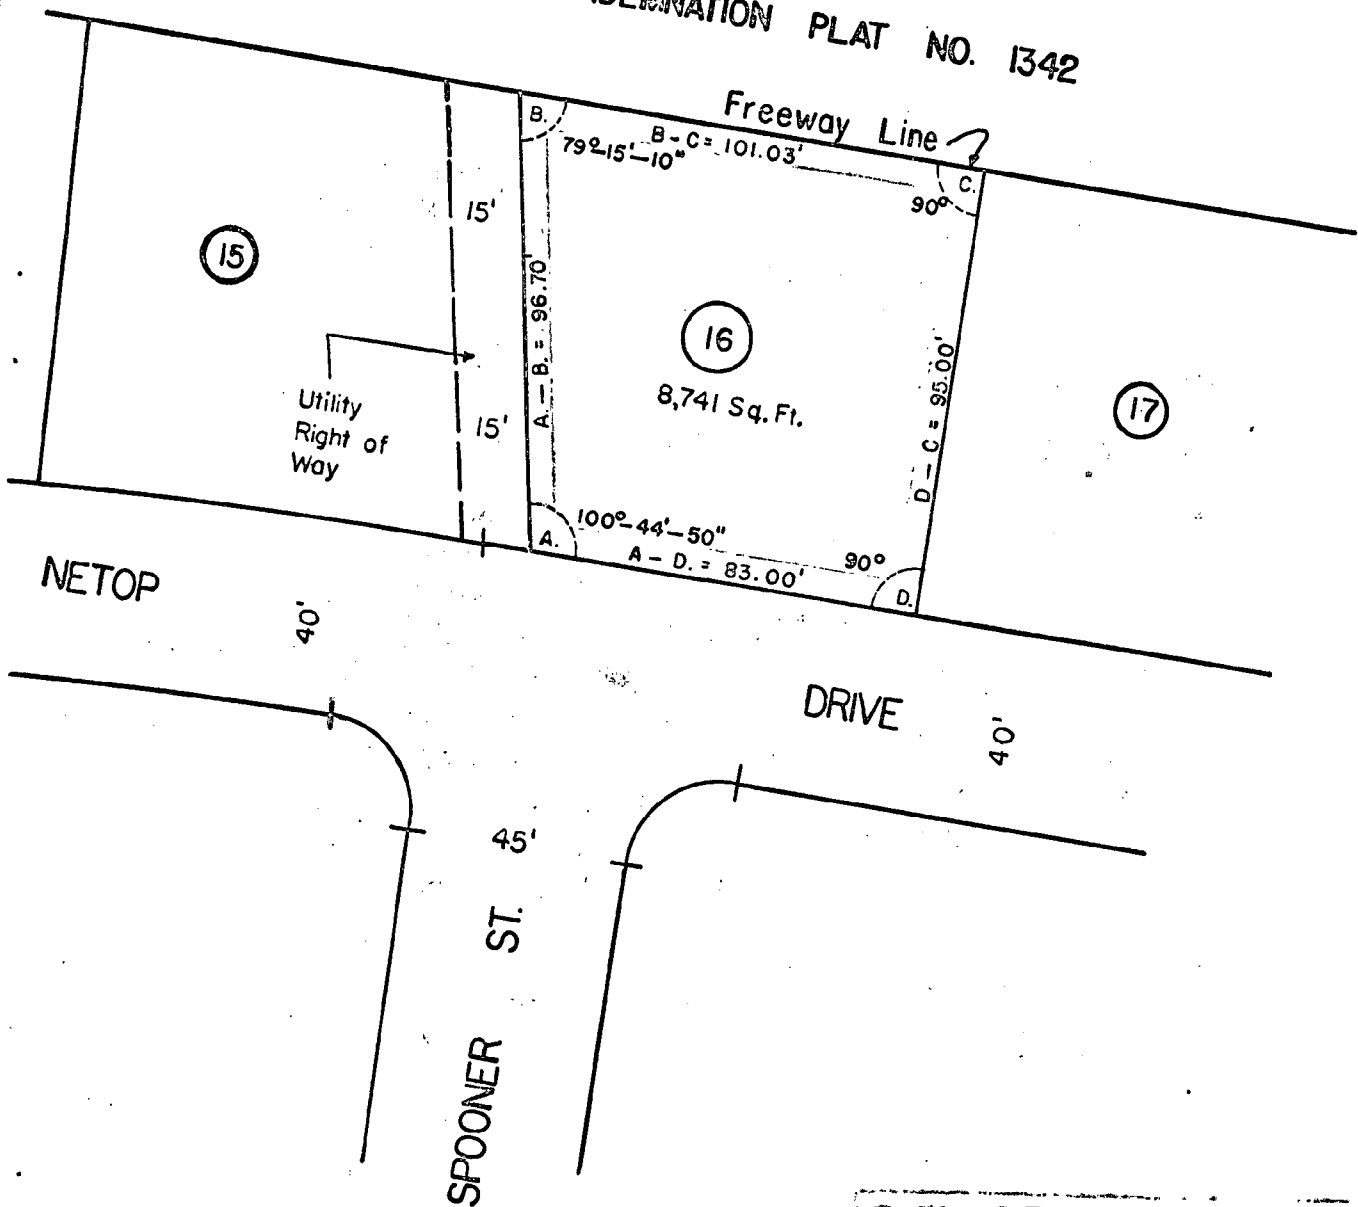 PLAT NO. 1342
Freeway Line
B.
B-C = 101.03'
79°-15'-10"
C.
90°
15'
15
A. - B. = 96.70'
16
8,741 Sq. Ft.
D - C = 95.00'
17
Utility
Right of
Way
15'
100°-44'-50"
A.
A - D. = 83.00'
90°
D.
NETOP
40'
DRIVE
40'
45'
SPOONER ST.